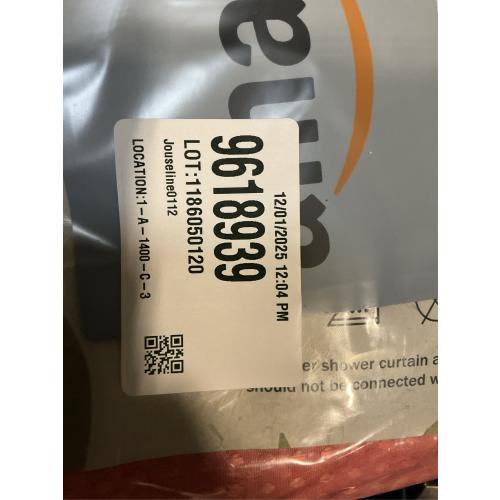 12/01/2025 12:04 PM
9618939
LOT:1186050120
Jouseline0112
LOCATION:1-A-1400-C-3
er shower curtain a
should not be connected w